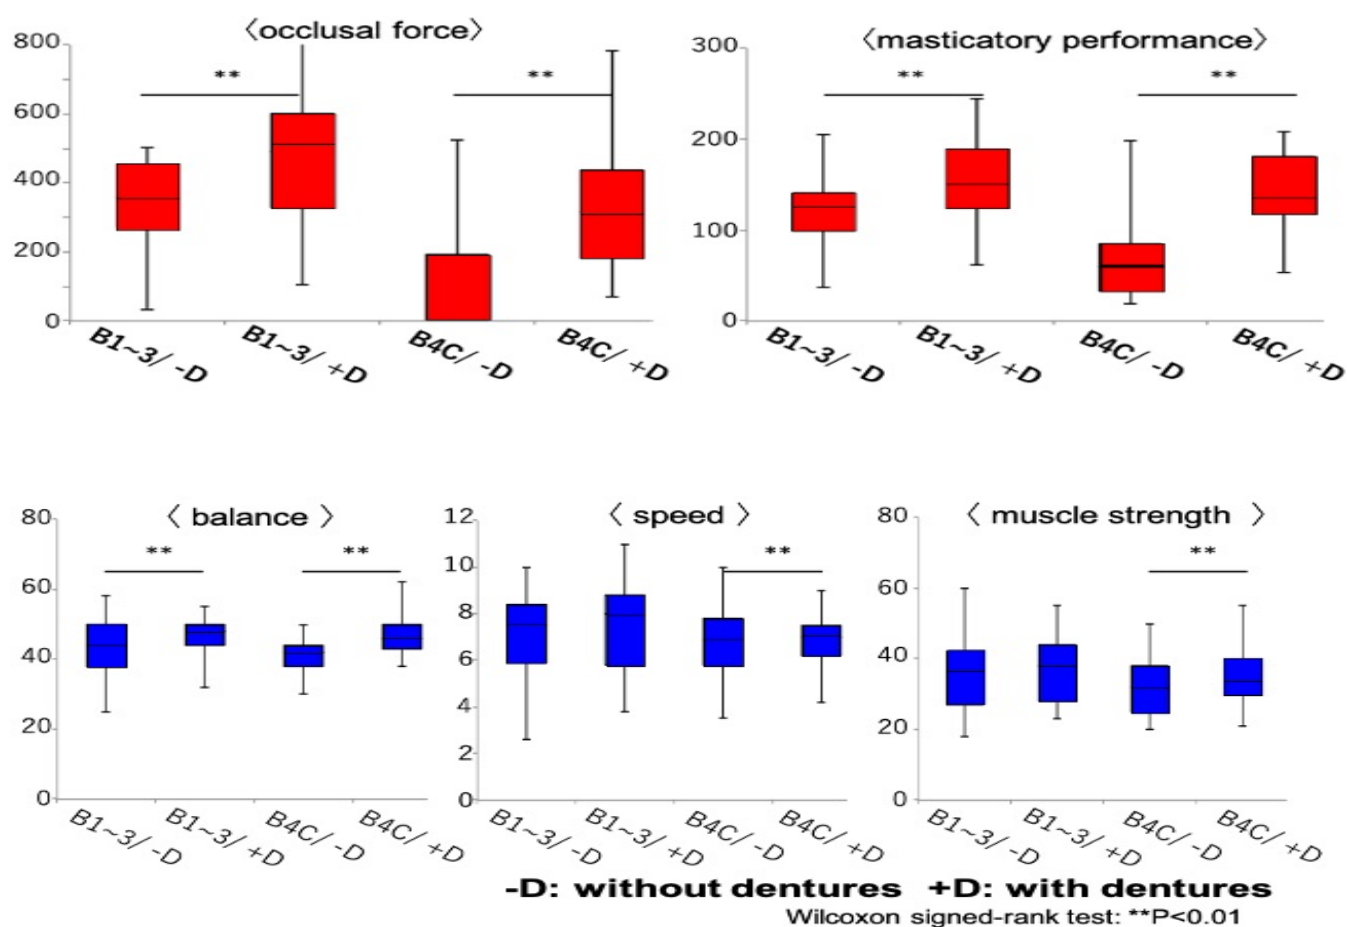 〈occlusal force〉
800
600
400
200
0
**
**
B1~3/ -D
B1~3/ +D
B4C/ -D
B4C/ +D
〈masticatory performance〉
300
200
100
0
**
**
B1~3/ -D
B1~3/ +D
B4C/ -D
B4C/ +D
〈 balance 〉
80
60
40
20
0
**
**
B1~3/ -D
B1~3/ +D
B4C/ -D
B4C/ +D
〈 speed 〉
12
10
8
6
4
2
0
**
B1~3/ -D
B1~3/ +D
B4C/ -D
B4C/ +D
〈 muscle strength 〉
80
60
40
20
0
**
B1~3/ -D
B1~3/ +D
B4C/ -D
B4C/ +D
-D: without dentures +D: with dentures
Wilcoxon signed-rank test: **P<0.01